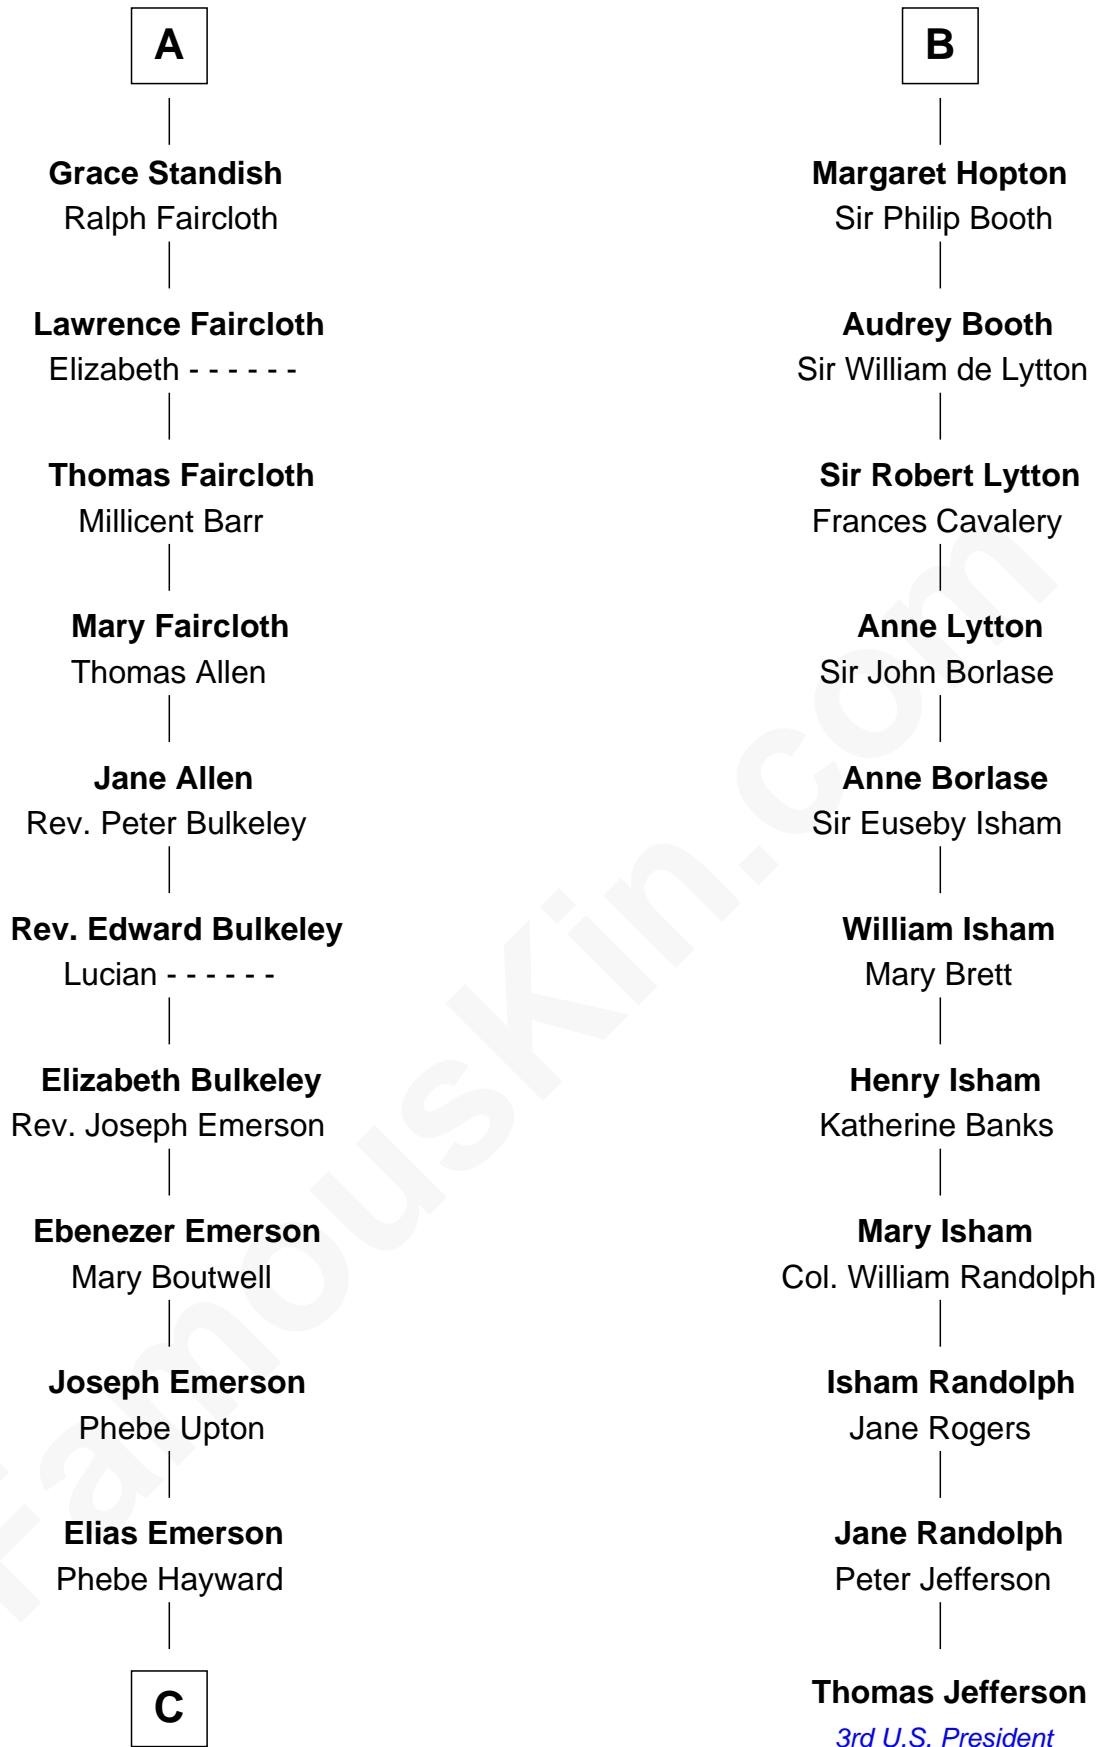 A
Grace Standish
Ralph Faircloth
Lawrence Faircloth
Elizabeth - - - - - -
Thomas Faircloth
Millicent Barr
Mary Faircloth
Thomas Allen
Jane Allen
Rev. Peter Bulkeley
Rev. Edward Bulkeley
Lucian - - - - - -
Elizabeth Bulkeley
Rev. Joseph Emerson
Ebenezer Emerson
Mary Boutwell
Joseph Emerson
Phebe Upton
Elias Emerson
Phebe Hayward
C
B
Margaret Hopton
Sir Philip Booth
Audrey Booth
Sir William de Lytton
Sir Robert Lytton
Frances Cavalery
Anne Lytton
Sir John Borlase
Anne Borlase
Sir Euseby Isham
William Isham
Mary Brett
Henry Isham
Katherine Banks
Mary Isham
Col. William Randolph
Isham Randolph
Jane Rogers
Jane Randolph
Peter Jefferson
Thomas Jefferson
3rd U.S. President
FamousKin.com